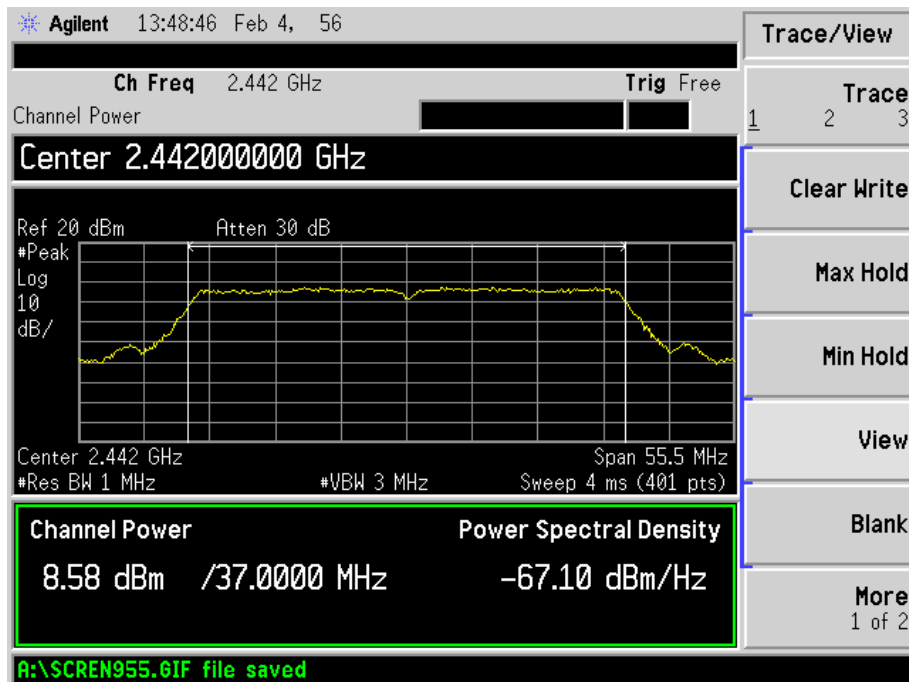 Agilent 13:48:46 Feb 4, 56
Trace/View
Ch Freq 2.442 GHz Trig Free
Channel Power
Trace
1 2 3
Center 2.442000000 GHz
Clear Write
Ref 20 dBm Atten 30 dB
#Peak
Log
10
dB/
Max Hold
Min Hold
Center 2.442 GHz Span 55.5 MHz
#Res BW 1 MHz #VBW 3 MHz Sweep 4 ms (401 pts)
View
Channel Power Power Spectral Density
8.58 dBm /37.0000 MHz -67.10 dBm/Hz
Blank
More
1 of 2
A:\SCREN955.GIF file saved